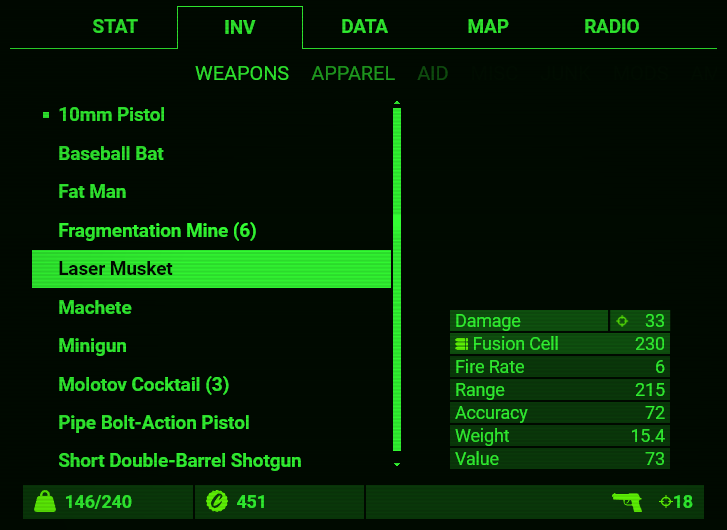 STAT INV DATA MAP RADIO
WEAPONS APPAREL AID
10mm Pistol
Baseball Bat
Fat Man
Fragmentation Mine (6)
Laser Musket
Machete
Minigun
Molotov Cocktail (3)
Pipe Bolt-Action Pistol
Short Double-Barrel Shotgun
Damage 33
Fusion Cell 230
Fire Rate 6
Range 215
Accuracy 72
Weight 15.4
Value 73
146/240 451 18